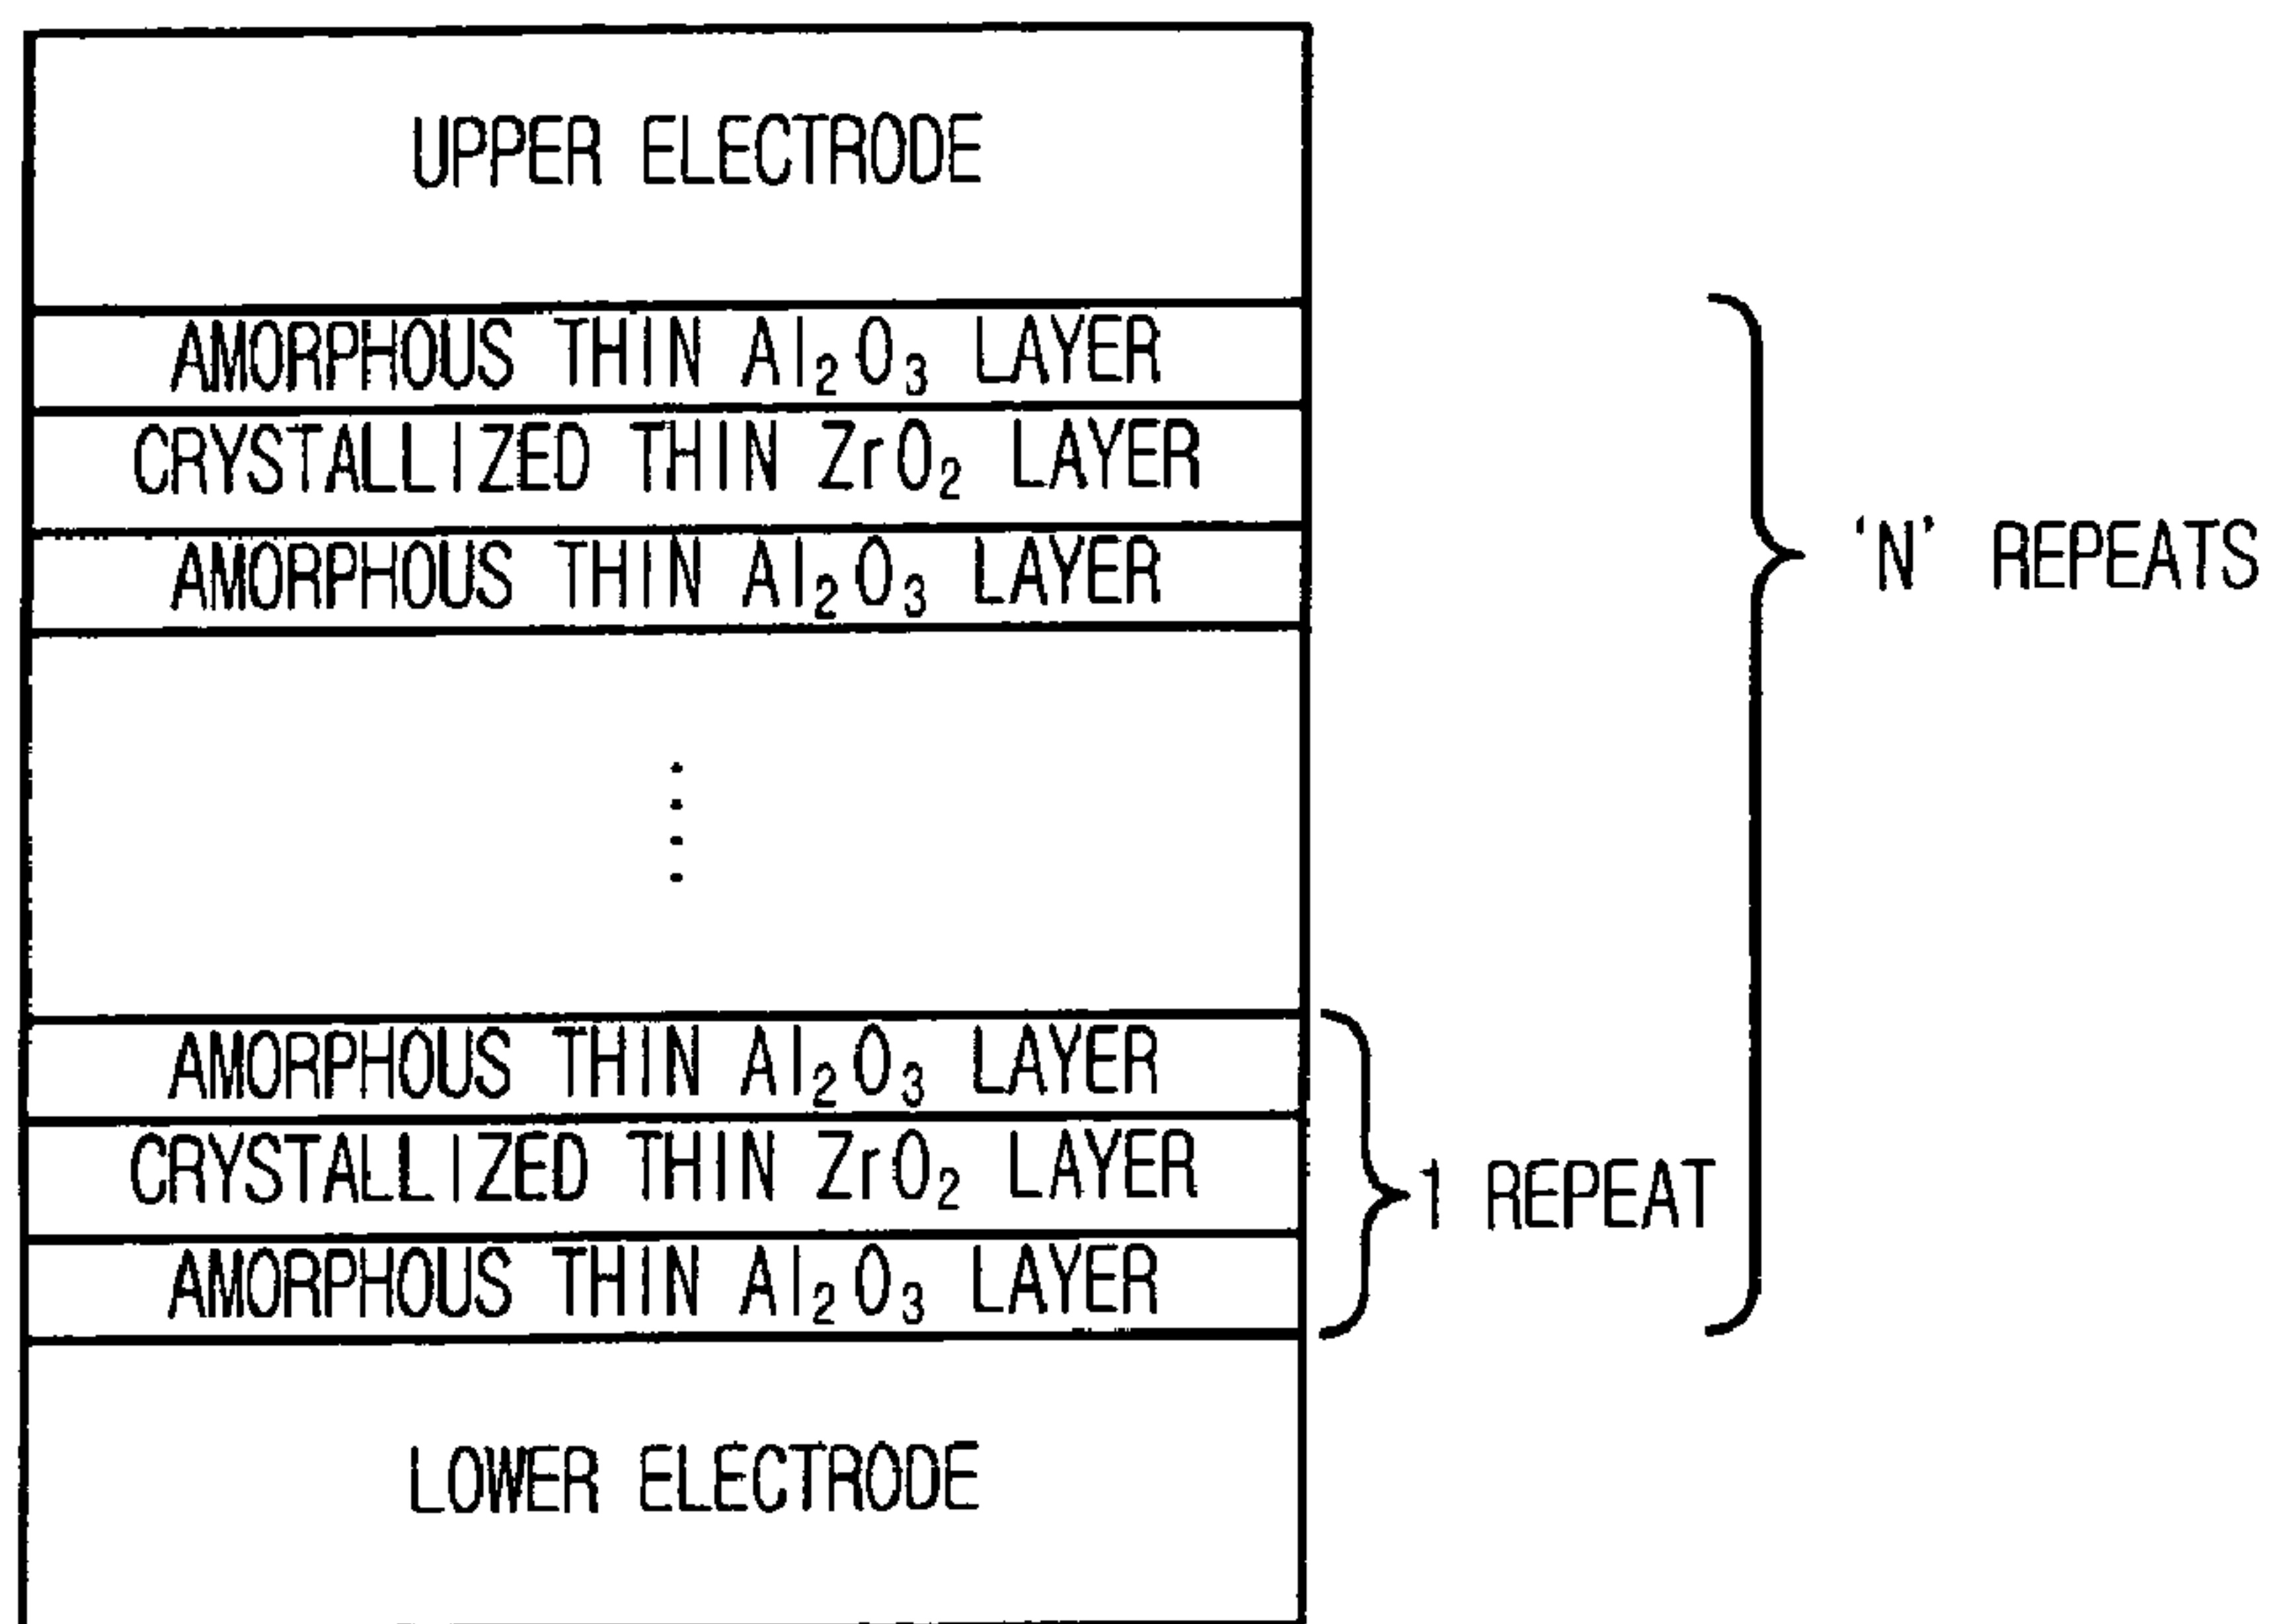 UPPER ELECTRODE
AMORPHOUS THIN Al₂O₃ LAYER
CRYSTALLIZED THIN ZrO₂ LAYER
AMORPHOUS THIN Al₂O₃ LAYER
'N' REPEATS
AMORPHOUS THIN Al₂O₃ LAYER
CRYSTALLIZED THIN ZrO₂ LAYER
1 REPEAT
AMORPHOUS THIN Al₂O₃ LAYER
LOWER ELECTRODE